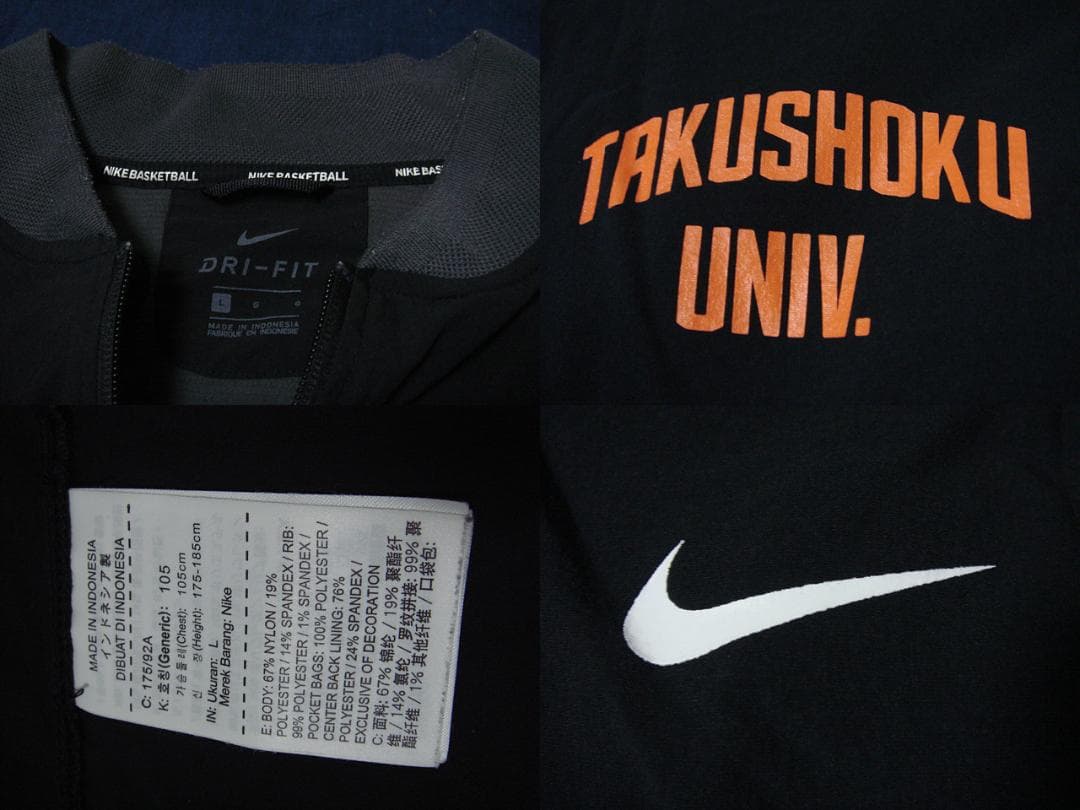 NIKE BASKETBALL NIKE BASKETBALL NIKE BAS
DRI-FIT
L G G
MADE IN INDONESIA
FABRIQUE EN INDONESIE
TAKUSHOKU
UNIV.
MADE IN INDONESIA
インドネシア製
DIBUAT DI INDONESIA
C: 175/92A
K: 호칭(Generic): 105
가슴둘레(Chest): 105cm
신 장(Height): 175-185cm
IN: Ukuran: L
Merek Barang: Nike
E: BODY: 67% NYLON / 19%
POLYESTER / 14% SPANDEX / RIB:
99% POLYESTER / 1% SPANDEX /
POCKET BAGS: 100% POLYESTER /
CENTER BACK LINING: 76%
POLYESTER / 24% SPANDEX /
EXCLUSIVE OF DECORATION
C: 面料: 67% 锦纶 / 19% 聚酯纤
维 / 14% 氨纶 / 罗纹拼接: 99% 聚
酯纤维 / 1% 其他纤维 / 口袋包: